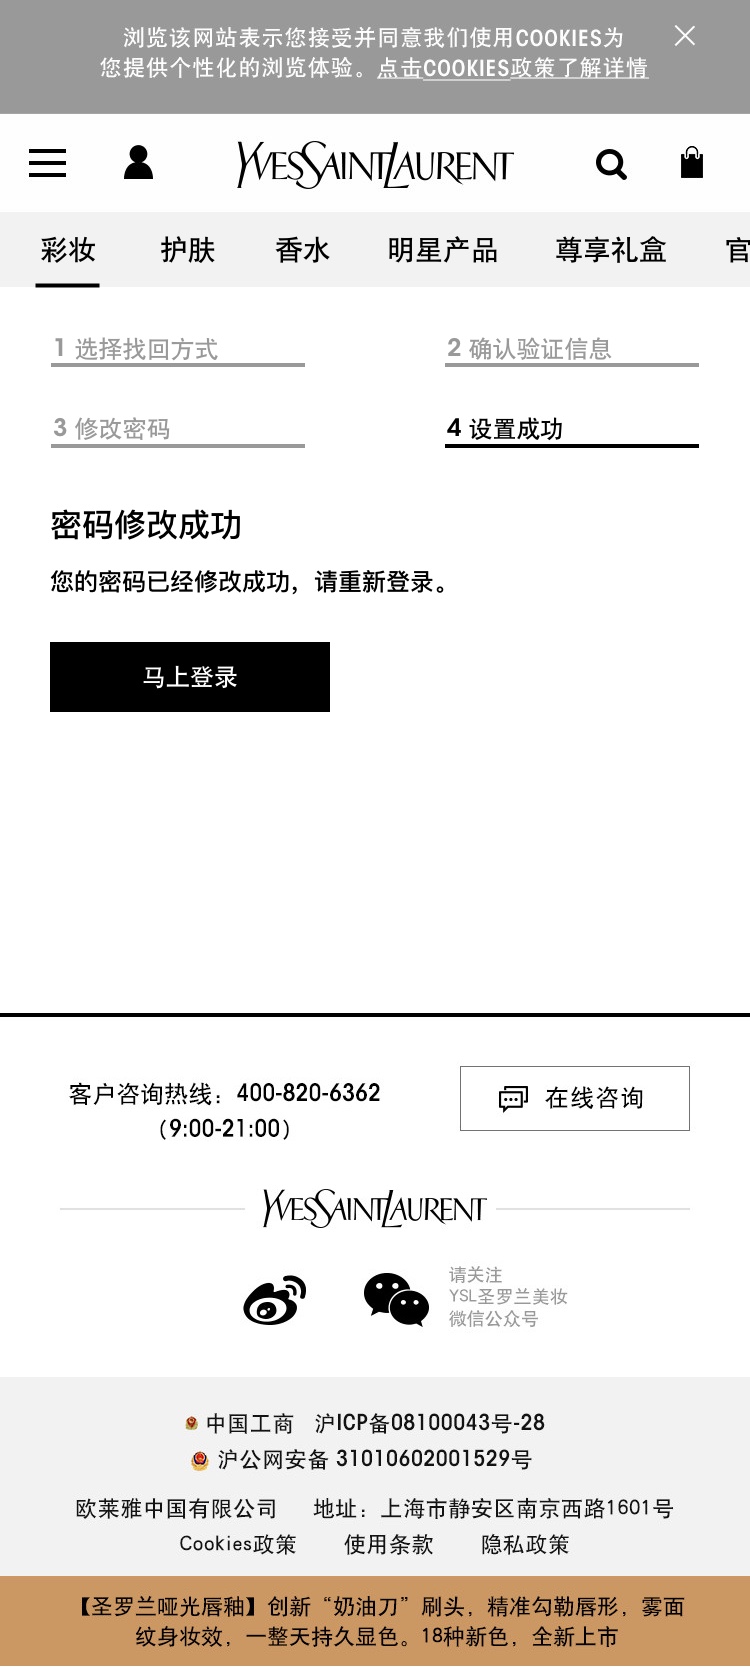 浏览该网站表示您接受并同意我们使用COOKIES为
您提供个性化的浏览体验。点击COOKIES政策了解详情
YVESSAINTLAURENT
彩妆 护肤 香水 明星产品 尊享礼盒 官
1 选择找回方式
2 确认验证信息
3 修改密码
4 设置成功
密码修改成功
您的密码已经修改成功，请重新登录。
马上登录
客户咨询热线：400-820-6362
（9:00-21:00）
在线咨询
YVESSAINTLAURENT
请关注
YSL圣罗兰美妆
微信公众号
中国工商 沪ICP备08100043号-28
沪公网安备 31010602001529号
欧莱雅中国有限公司 地址：上海市静安区南京西路1601号
Cookies政策 使用条款 隐私政策
【圣罗兰哑光唇釉】创新“奶油刀”刷头，精准勾勒唇形，雾面
纹身妆效，一整天持久显色。18种新色，全新上市